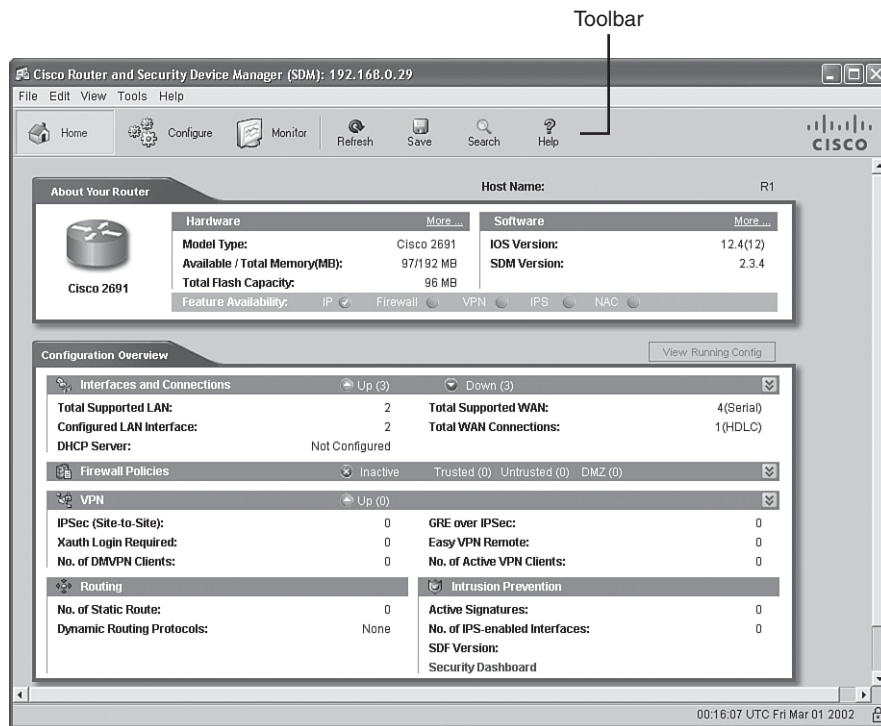 Toolbar
Cisco Router and Security Device Manager (SDM): 192.168.0.29
File Edit View Tools Help
Home Configure Monitor Refresh Save Search Help
CISCO
About Your Router
Host Name: R1
Hardware More ... Software More ...
Model Type: Cisco 2691 IOS Version: 12.4(12)
Available / Total Memory(MB): 97/192 MB SDM Version: 2.3.4
Cisco 2691 Total Flash Capacity: 96 MB
Feature Availability: IP Firewall VPN IPS NAC
Configuration Overview View Running Config
Interfaces and Connections Up (3) Down (3)
Total Supported LAN: 2 Total Supported WAN: 4(Serial)
Configured LAN Interface: 2 Total WAN Connections: 1(HDLC)
DHCP Server: Not Configured
Firewall Policies Inactive Trusted (0) Untrusted (0) DMZ (0)
VPN Up (0)
IPSec (Site-to-Site): 0 GRE over IPSec: 0
Xauth Login Required: 0 Easy VPN Remote: 0
No. of DMVPN Clients: 0 No. of Active VPN Clients: 0
Routing Intrusion Prevention
No. of Static Route: 0 Active Signatures: 0
Dynamic Routing Protocols: None No. of IPS-enabled Interfaces: 0
SDF Version:
Security Dashboard
00:16:07 UTC Fri Mar 01 2002